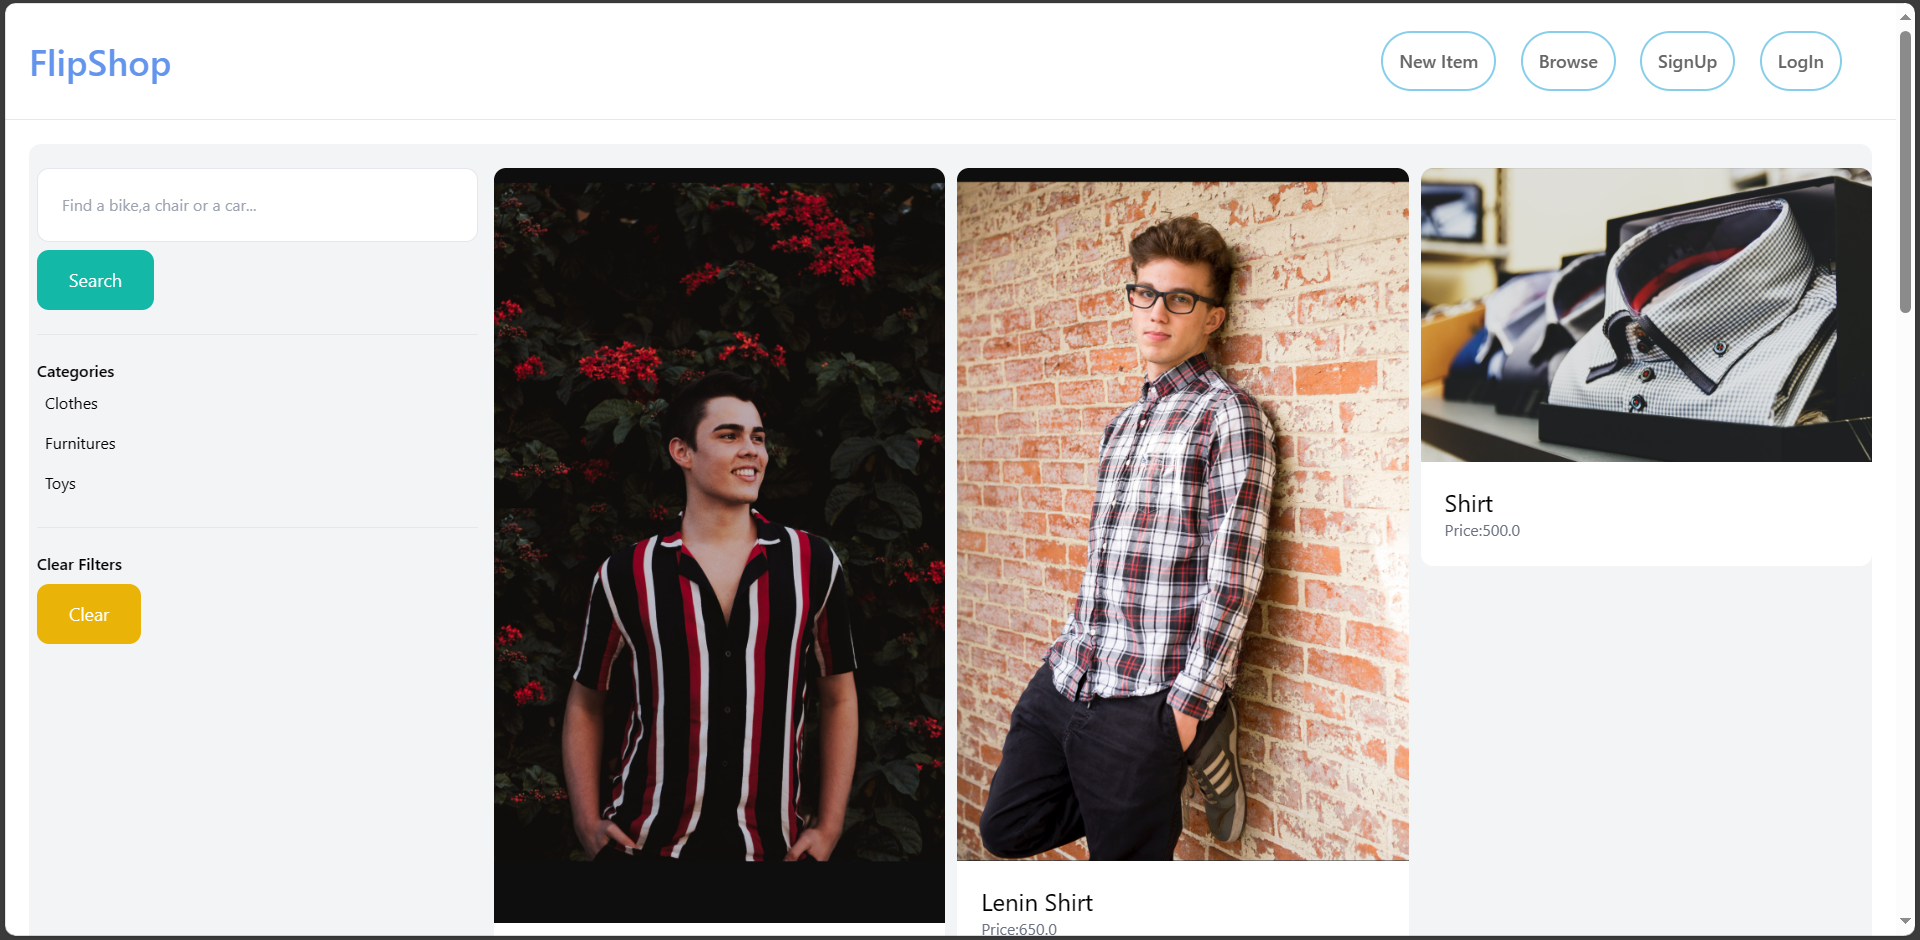 FlipShop
New Item
Browse
SignUp
LogIn
Find a bike,a chair or a car...
Search
Categories
Clothes
Furnitures
Toys
Clear Filters
Clear
Lenin Shirt
Price:650.0
Shirt
Price:500.0